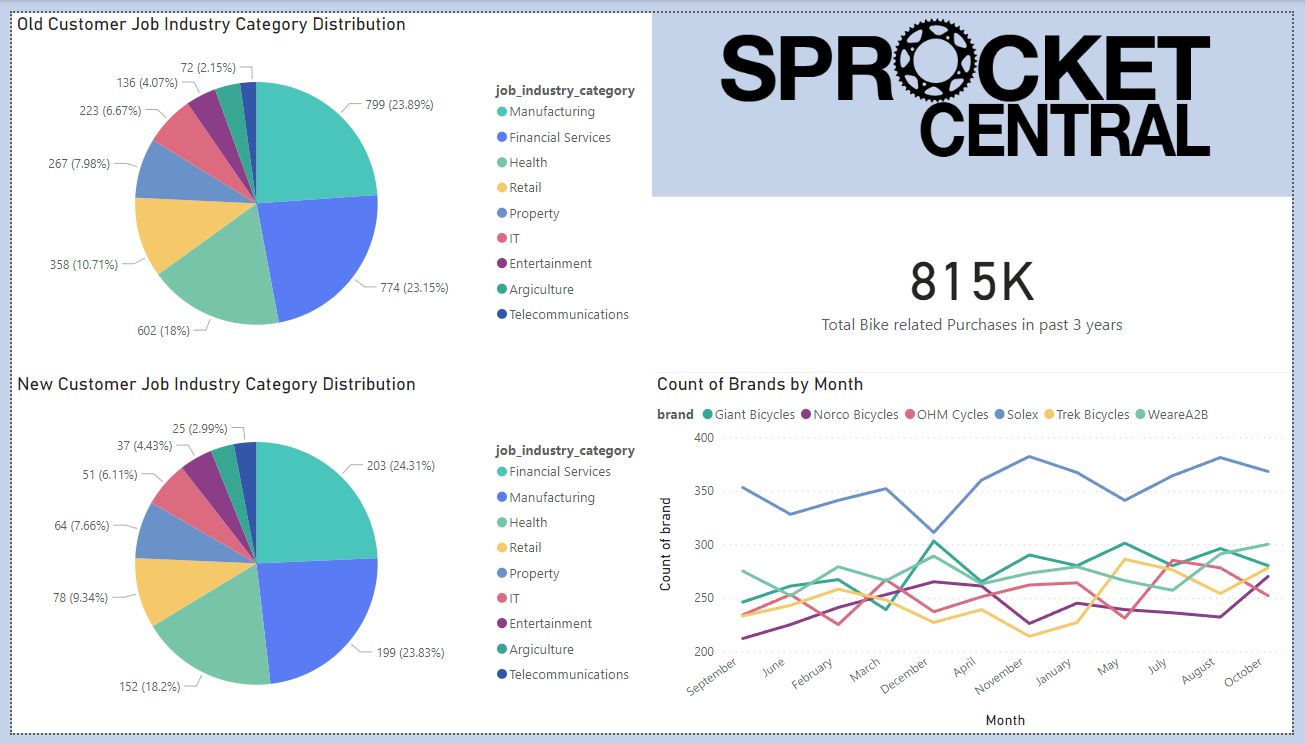 Old Customer Job Industry Category Distribution
72 (2.15%)
136 (4.07%)
223 (6.67%)
267 (7.98%)
358 (10.71%)
602 (18%)
799 (23.89%)
774 (23.15%)
job_industry_category
Manufacturing
Financial Services
Health
Retail
Property
IT
Entertainment
Argiculture
Telecommunications
SPROCKET
CENTRAL
815K
Total Bike related Purchases in past 3 years
New Customer Job Industry Category Distribution
25 (2.99%)
37 (4.43%)
51 (6.11%)
64 (7.66%)
78 (9.34%)
152 (18.2%)
203 (24.31%)
199 (23.83%)
job_industry_category
Financial Services
Manufacturing
Health
Retail
Property
IT
Entertainment
Argiculture
Telecommunications
Count of Brands by Month
brand Giant Bicycles Norco Bicycles OHM Cycles Solex Trek Bicycles WeareA2B
400
350
300
250
200
Count of brand
September June February March December April November January May July August October
Month